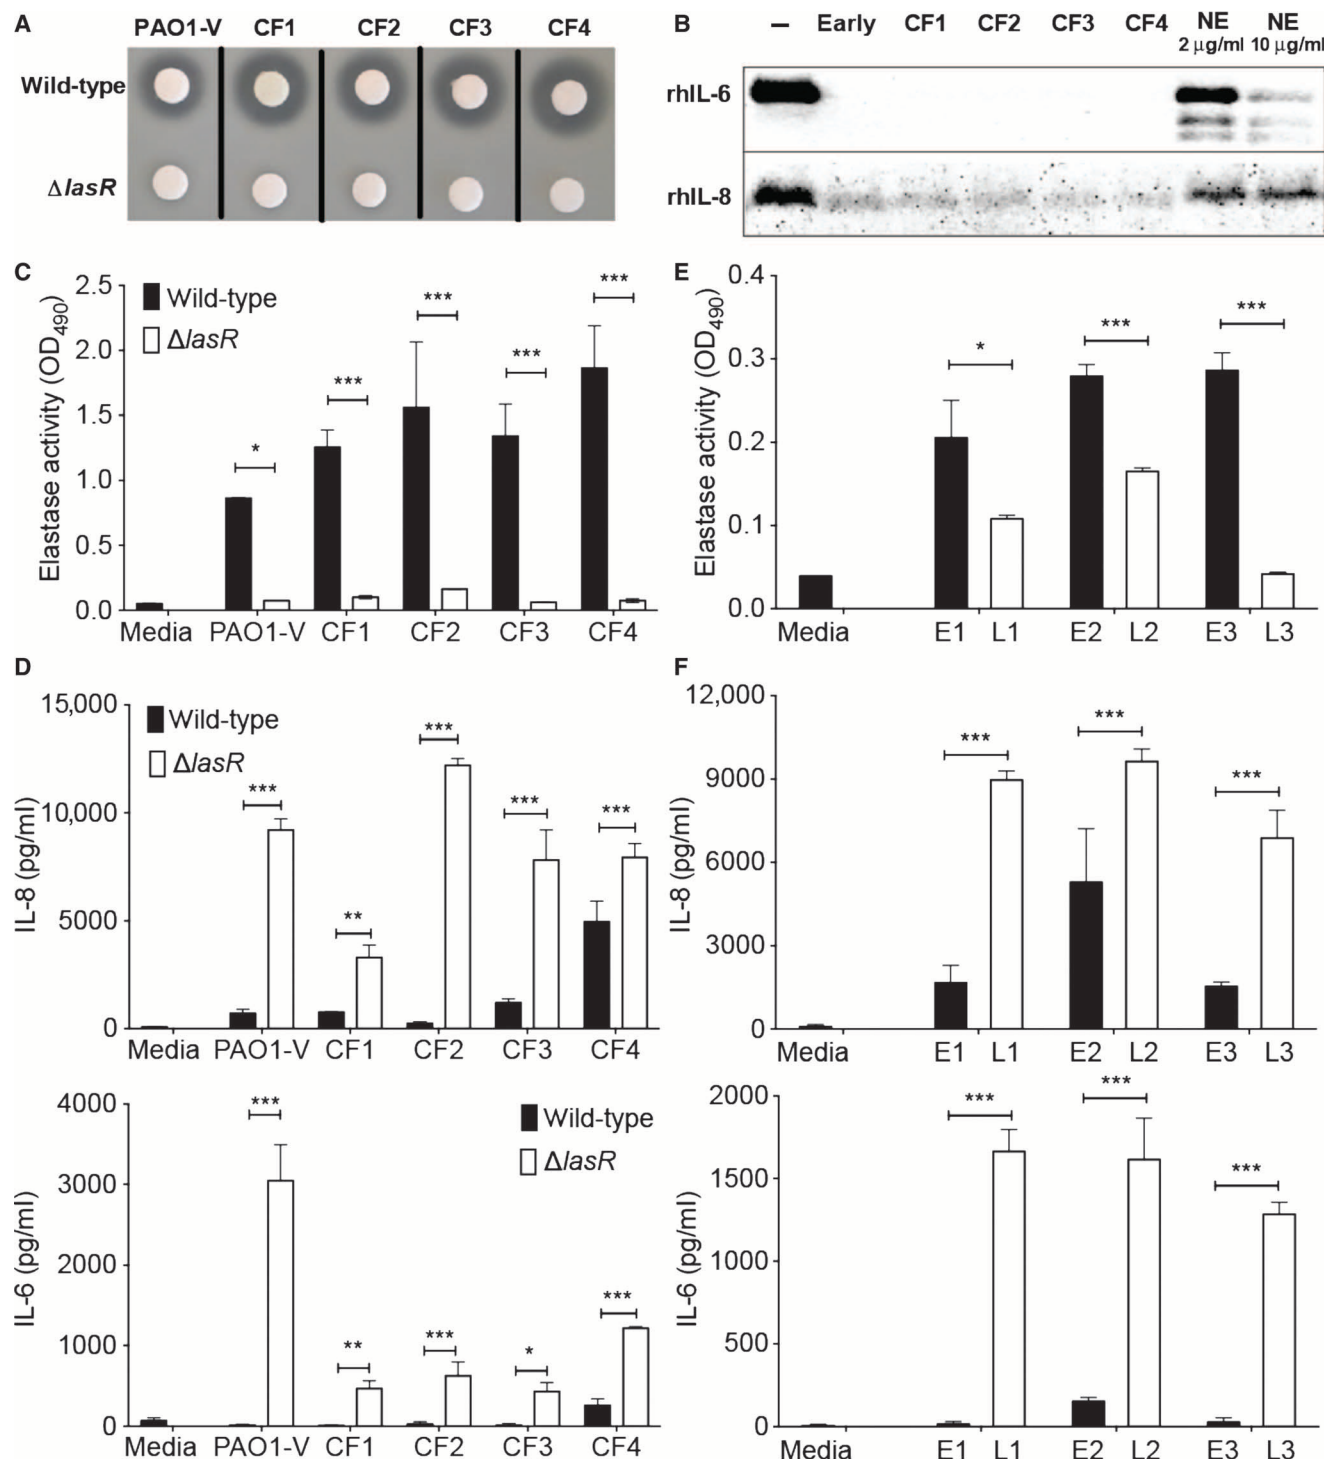 A
PAO1-V CF1 CF2 CF3 CF4
Wild-type
ΔlasR
B
– Early CF1 CF2 CF3 CF4 NE NE
2 μg/ml 10 μg/ml
rhIL-6
rhIL-8
C
Elastase activity (OD490)
2.5
2.0
1.5
1.0
0.5
0.0
Wild-type
ΔlasR
* *** *** *** ***
Media PAO1-V CF1 CF2 CF3 CF4
E
Elastase activity (OD490)
0.4
0.3
0.2
0.1
0.0
* *** ***
Media E1 L1 E2 L2 E3 L3
D
IL-8 (pg/ml)
15,000
10,000
5000
0
Wild-type
ΔlasR
*** ** *** *** ***
Media PAO1-V CF1 CF2 CF3 CF4
F
IL-8 (pg/ml)
12,000
9000
6000
3000
0
*** *** ***
Media E1 L1 E2 L2 E3 L3
IL-6 (pg/ml)
4000
3000
2000
1000
0
Wild-type
ΔlasR
*** ** *** * ***
Media PAO1-V CF1 CF2 CF3 CF4
IL-6 (pg/ml)
2000
1500
1000
500
0
*** *** ***
Media E1 L1 E2 L2 E3 L3